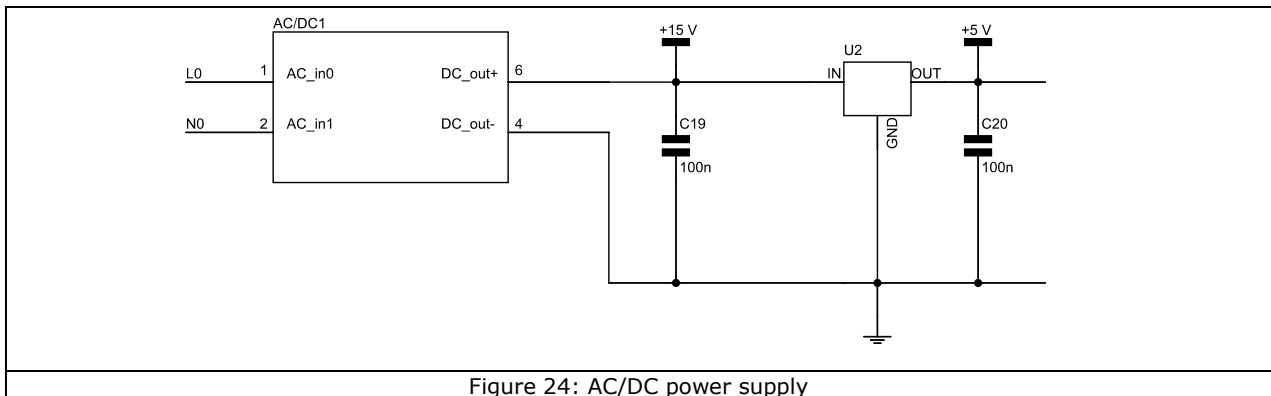 AC/DC1
+15 V
+5 V
U2
L0
1
AC_in0
DC_out+
6
IN
OUT
N0
2
AC_in1
DC_out-
4
C19
GND
C20
100n
100n
Figure 24: AC/DC power supply